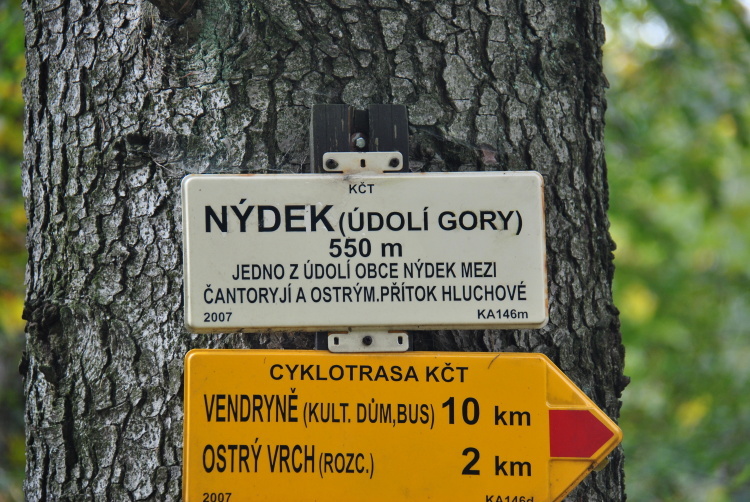 KČT
NÝDEK (ÚDOLÍ GORY)
550 m
JEDNO Z ÚDOLÍ OBCE NÝDEK MEZI
ČANTORYJÍ A OSTRÝM.PŘÍTOK HLUCHOVÉ
2007 KA146m
CYKLOTRASA KČT
VENDRYNĚ (KULT. DŮM,BUS) 10 km
OSTRÝ VRCH (ROZC.) 2 km
2007 KA146d